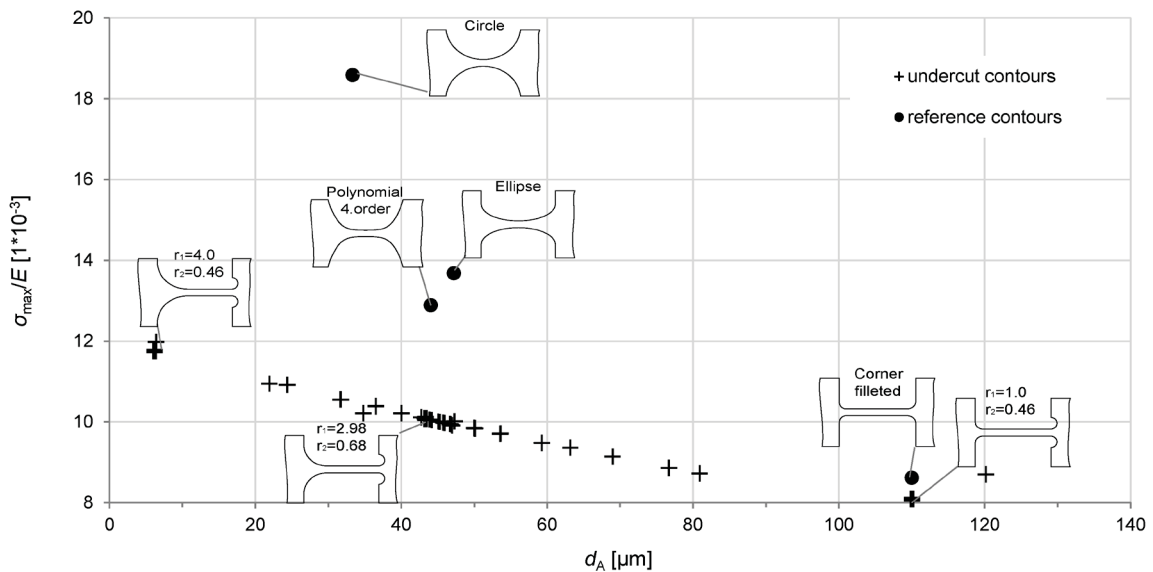 20
18
16
14
12
10
8
σmax/E [1*10-3]
Circle
+ undercut contours
● reference contours
Polynomial
4.order
Ellipse
r1=4.0
r2=0.46
r1=2.98
r2=0.68
Corner
filleted
r1=1.0
r2=0.46
0 20 40 60 80 100 120 140
dA [µm]